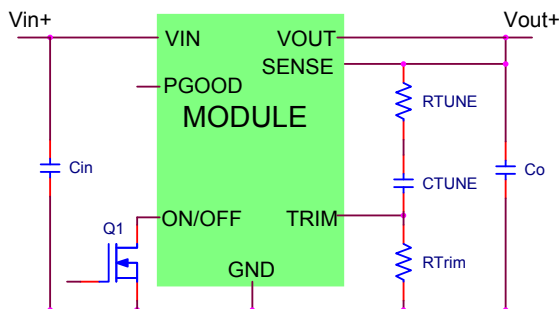 Vin+
Vout+
VIN
VOUT
SENSE
PGOOD
RTUNE
MODULE
Cin
CTUNE
Co
Q1
ON/OFF
TRIM
RTrim
GND